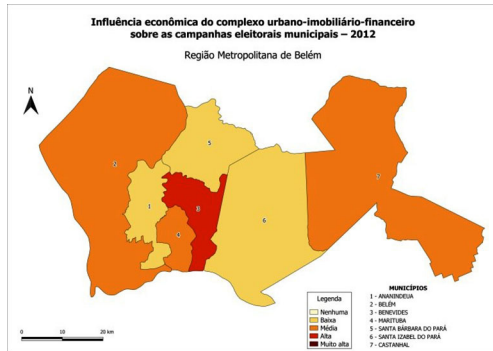 Influência econômica do complexo urbano-imobiliário-financeiro
sobre as campanhas eleitorais municipais – 2012
Região Metropolitana de Belém
N
5
2
7
1
3
4
6
Legenda
Nenhuma
Baixa
Média
Alta
Muito alta
MUNICÍPIOS
1 - ANANINDEUA
2 - BELÉM
3 - BENEVIDES
4 - MARITUBA
5 - SANTA BÁRBARA DO PARÁ
6 - SANTA IZABEL DO PARÁ
7 - CASTANHAL
0 10 20 km